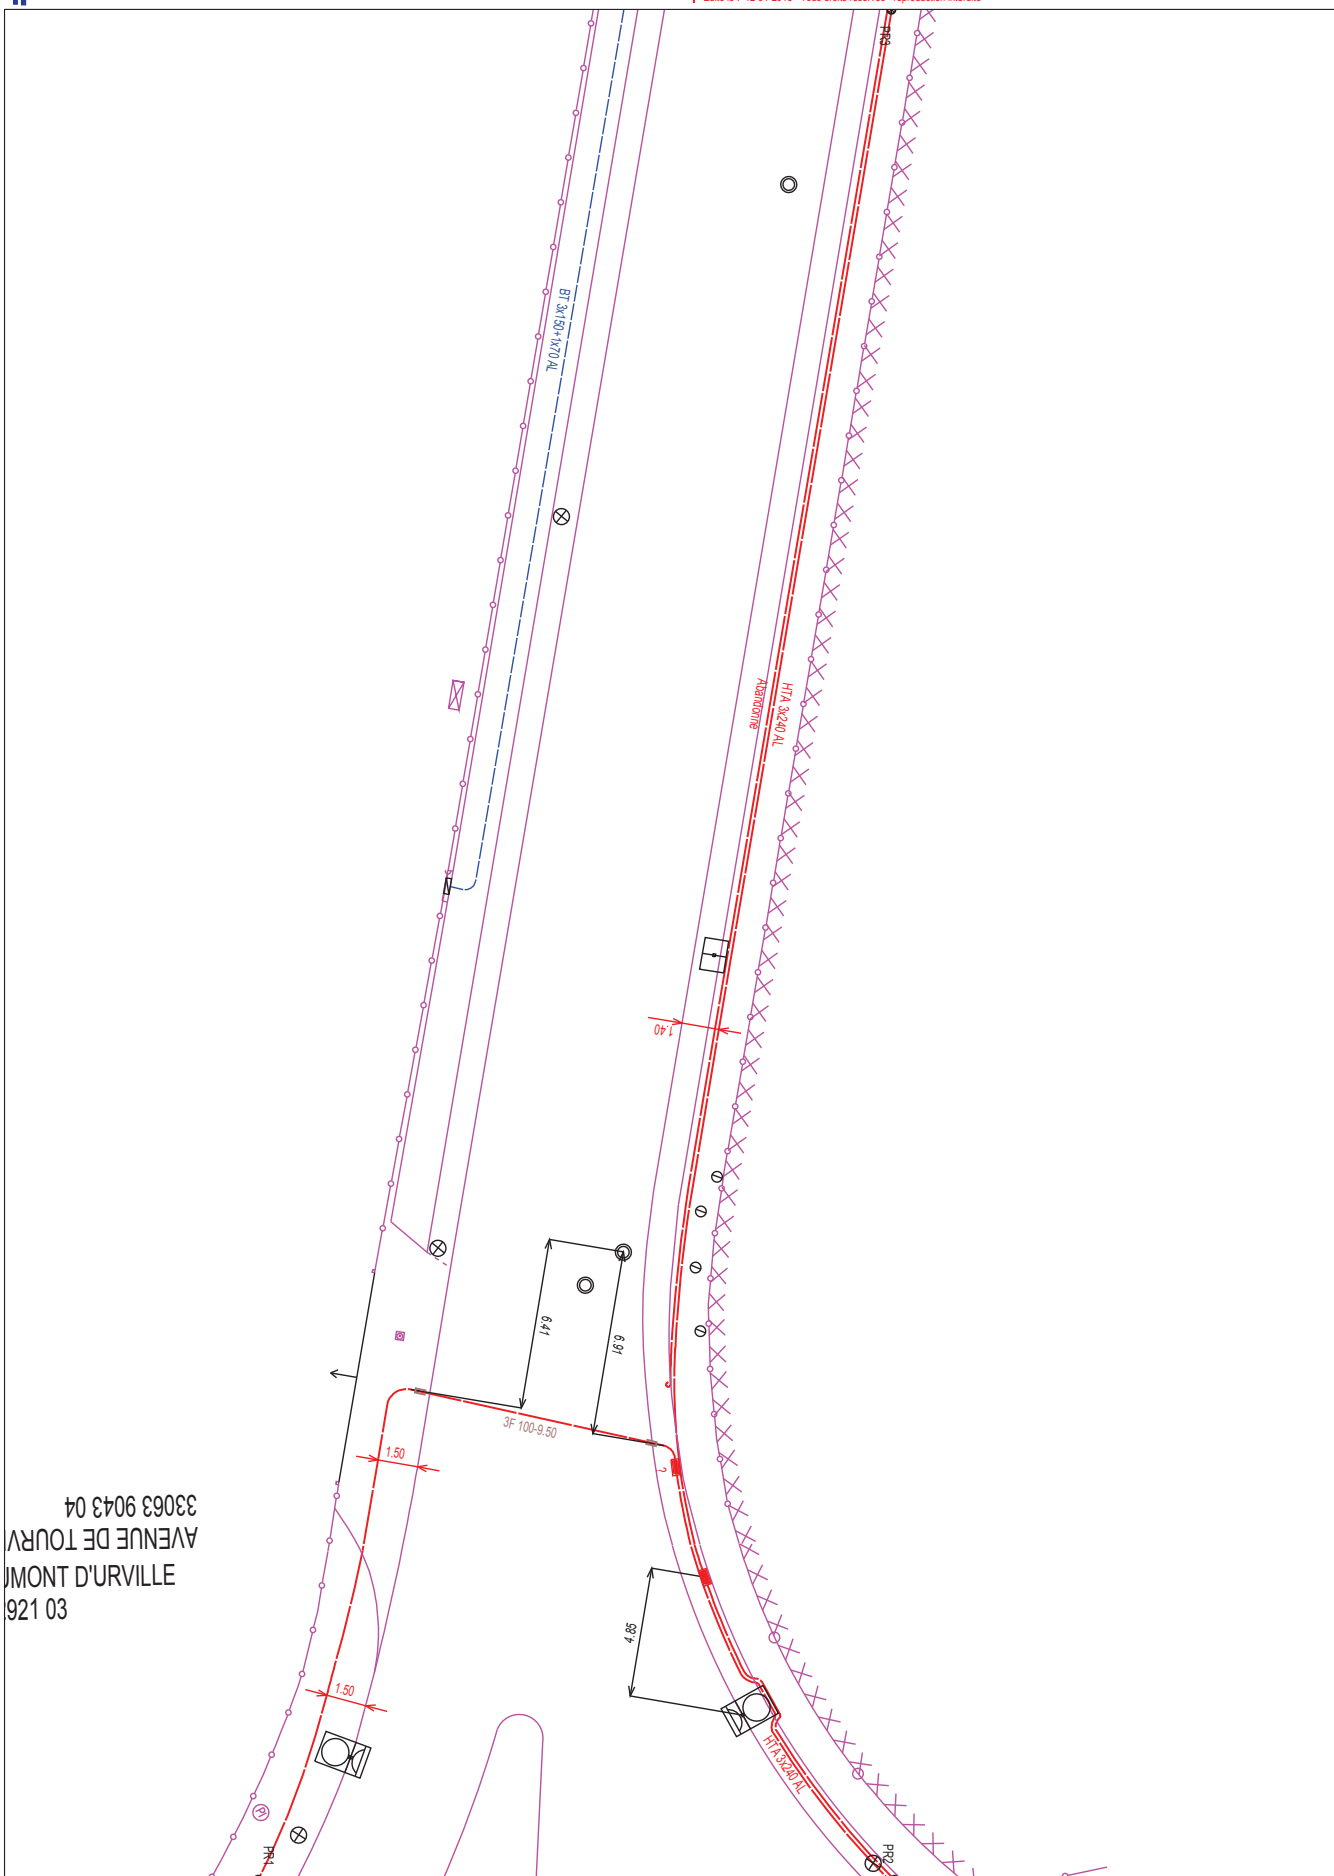 PR3
BT 3x150+1x70 AL
HTA 3x240 AL
Abandonné
1.40
6.41
6.91
3F 100-9.50
1.50
?
33063 9043 04
AVENUE DE TOURV
UMONT D'URVILLE
921 03
4.85
1.50
HTA 3x240 AL
PI
PR1
PR2